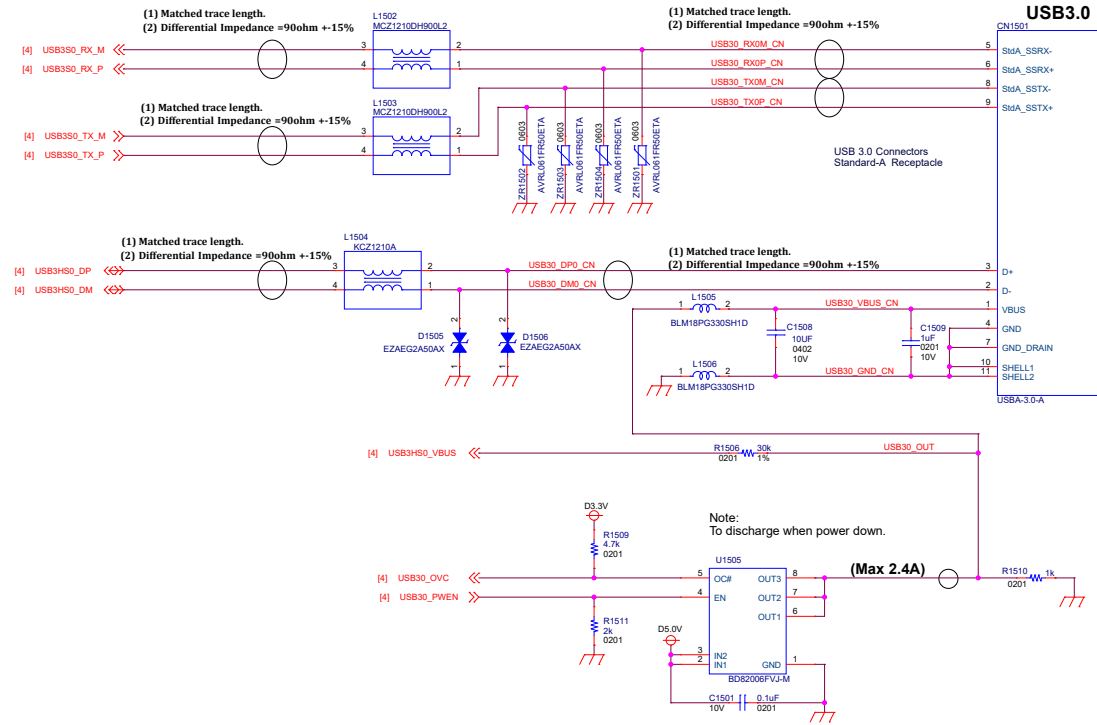 USB3.0
CN1501
(1) Matched trace length.
(2) Differential Impedance =90ohm +-15%
L1502
MCZ1210DH900L2
(1) Matched trace length.
(2) Differential Impedance =90ohm +-15%
[4] USB3S0_RX_M 3 2 USB30_RX0M_CN 5 StdA_SSRX-
[4] USB3S0_RX_P 4 1 USB30_RX0P_CN 6 StdA_SSRX+
USB30_TX0M_CN 8 StdA_SSTX-
USB30_TX0P_CN 9 StdA_SSTX+
(1) Matched trace length.
(2) Differential Impedance =90ohm +-15%
L1503
MCZ1210DH900L2
[4] USB3S0_TX_M 3 2
[4] USB3S0_TX_P 4 1
ZR1502 0603 AVRL061FR50ETA
ZR1503 0603 AVRL061FR50ETA
ZR1504 0603 AVRL061FR50ETA
ZR1501 0603 AVRL061FR50ETA
USB 3.0 Connectors
Standard-A Receptacle
(1) Matched trace length.
(2) Differential Impedance =90ohm +-15%
L1504
KCZ1210A
(1) Matched trace length.
(2) Differential Impedance =90ohm +-15%
[4] USB3HS0_DP 3 2 USB30_DP0_CN 3 D+
[4] USB3HS0_DM 4 1 USB30_DM0_CN 2 D-
1 2 D1505
EZAEG2A50AX
1 2 D1506
EZAEG2A50AX
L1505
1 2 USB30_VBUS_CN 1 VBUS
BLM18PG330SH1D
C1508
10UF
0402
10V
C1509
1uF
0201
10V
4 GND
7 GND_DRAIN
10 SHELL1
11 SHELL2
L1506
1 2 USB30_GND_CN
BLM18PG330SH1D
USBA-3.0-A
[4] USB3HS0_VBUS R1506 30k USB30_OUT
0201 1%
D3.3V
R1509
4.7k
0201
Note:
To discharge when power down.
U1505
[4] USB30_OVC 5 OC# OUT3 8 (Max 2.4A) R1510 1k
0201
[4] USB30_PWEN 4 EN OUT2 7
OUT1 6
R1511
2k
0201
D5.0V
3 IN2
2 IN1 GND 1
BD82006FVJ-M
C1501 0.1uF
10V 0201